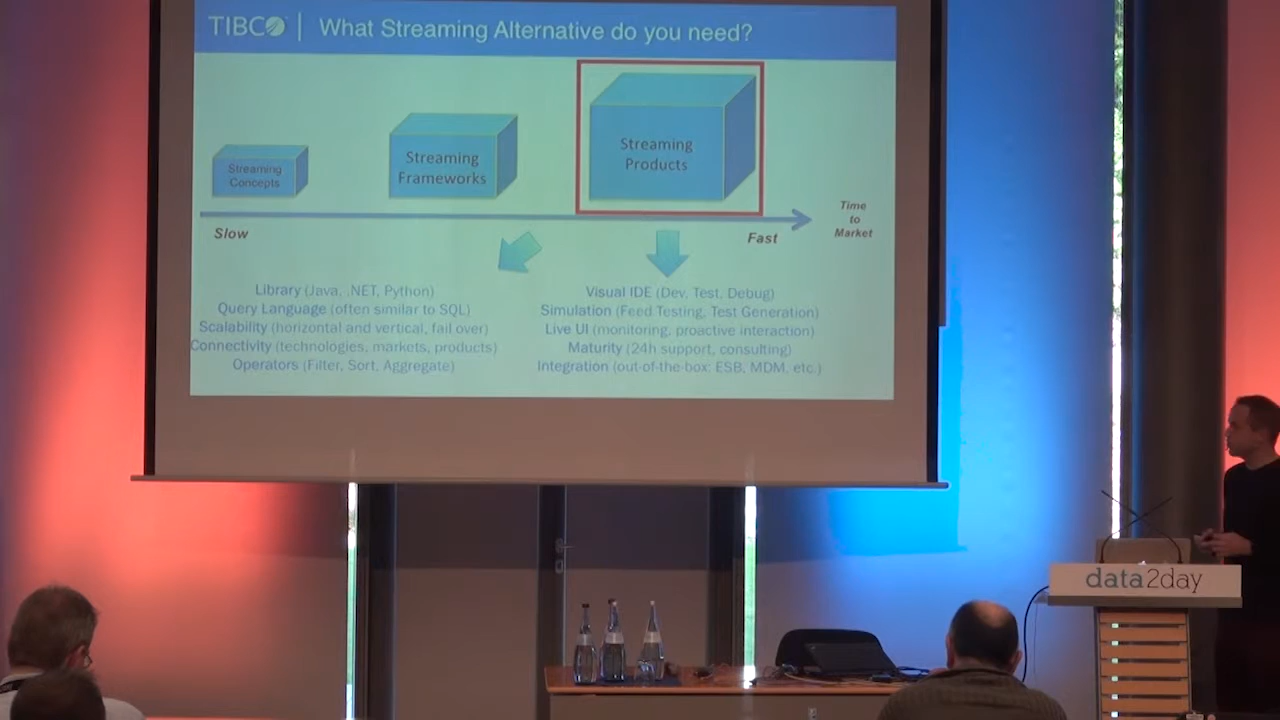 TIBCO | What Streaming Alternative do you need?
Streaming
Concepts
Streaming
Frameworks
Streaming
Products
Slow
Fast
Time
to
Market
Library (Java, .NET, Python)
Query Language (often similar to SQL)
Scalability (horizontal and vertical, fail over)
Connectivity (technologies, markets, products)
Operators (Filter, Sort, Aggregate)
Visual IDE (Dev, Test, Debug)
Simulation (Feed Testing, Test Generation)
Live UI (monitoring, proactive interaction)
Maturity (24h support, consulting)
Integration (out-of-the-box: ESB, MDM, etc.)
data2day